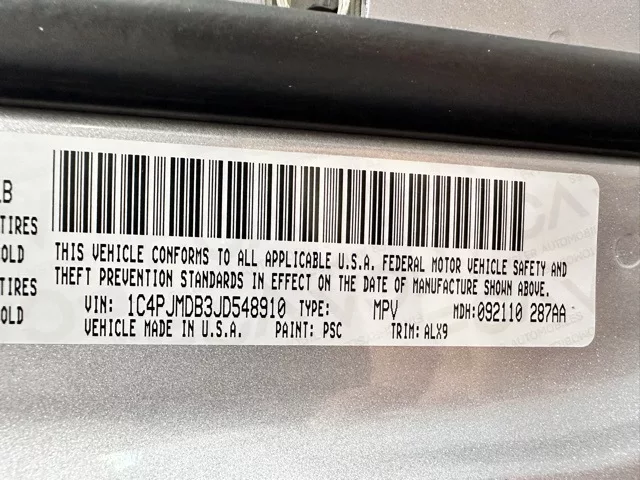 LB
TIRES
OLD
TIRES
OLD
THIS VEHICLE CONFORMS TO ALL APPLICABLE U.S.A. FEDERAL MOTOR VEHICLE SAFETY AND
THEFT PREVENTION STANDARDS IN EFFECT ON THE DATE OF MANUFACTURE SHOWN ABOVE.
VIN: 1C4PJMDB3JD548910 TYPE: MPV MDH:092110 287AA
VEHICLE MADE IN U.S.A. PAINT: PSC TRIM: ALX9